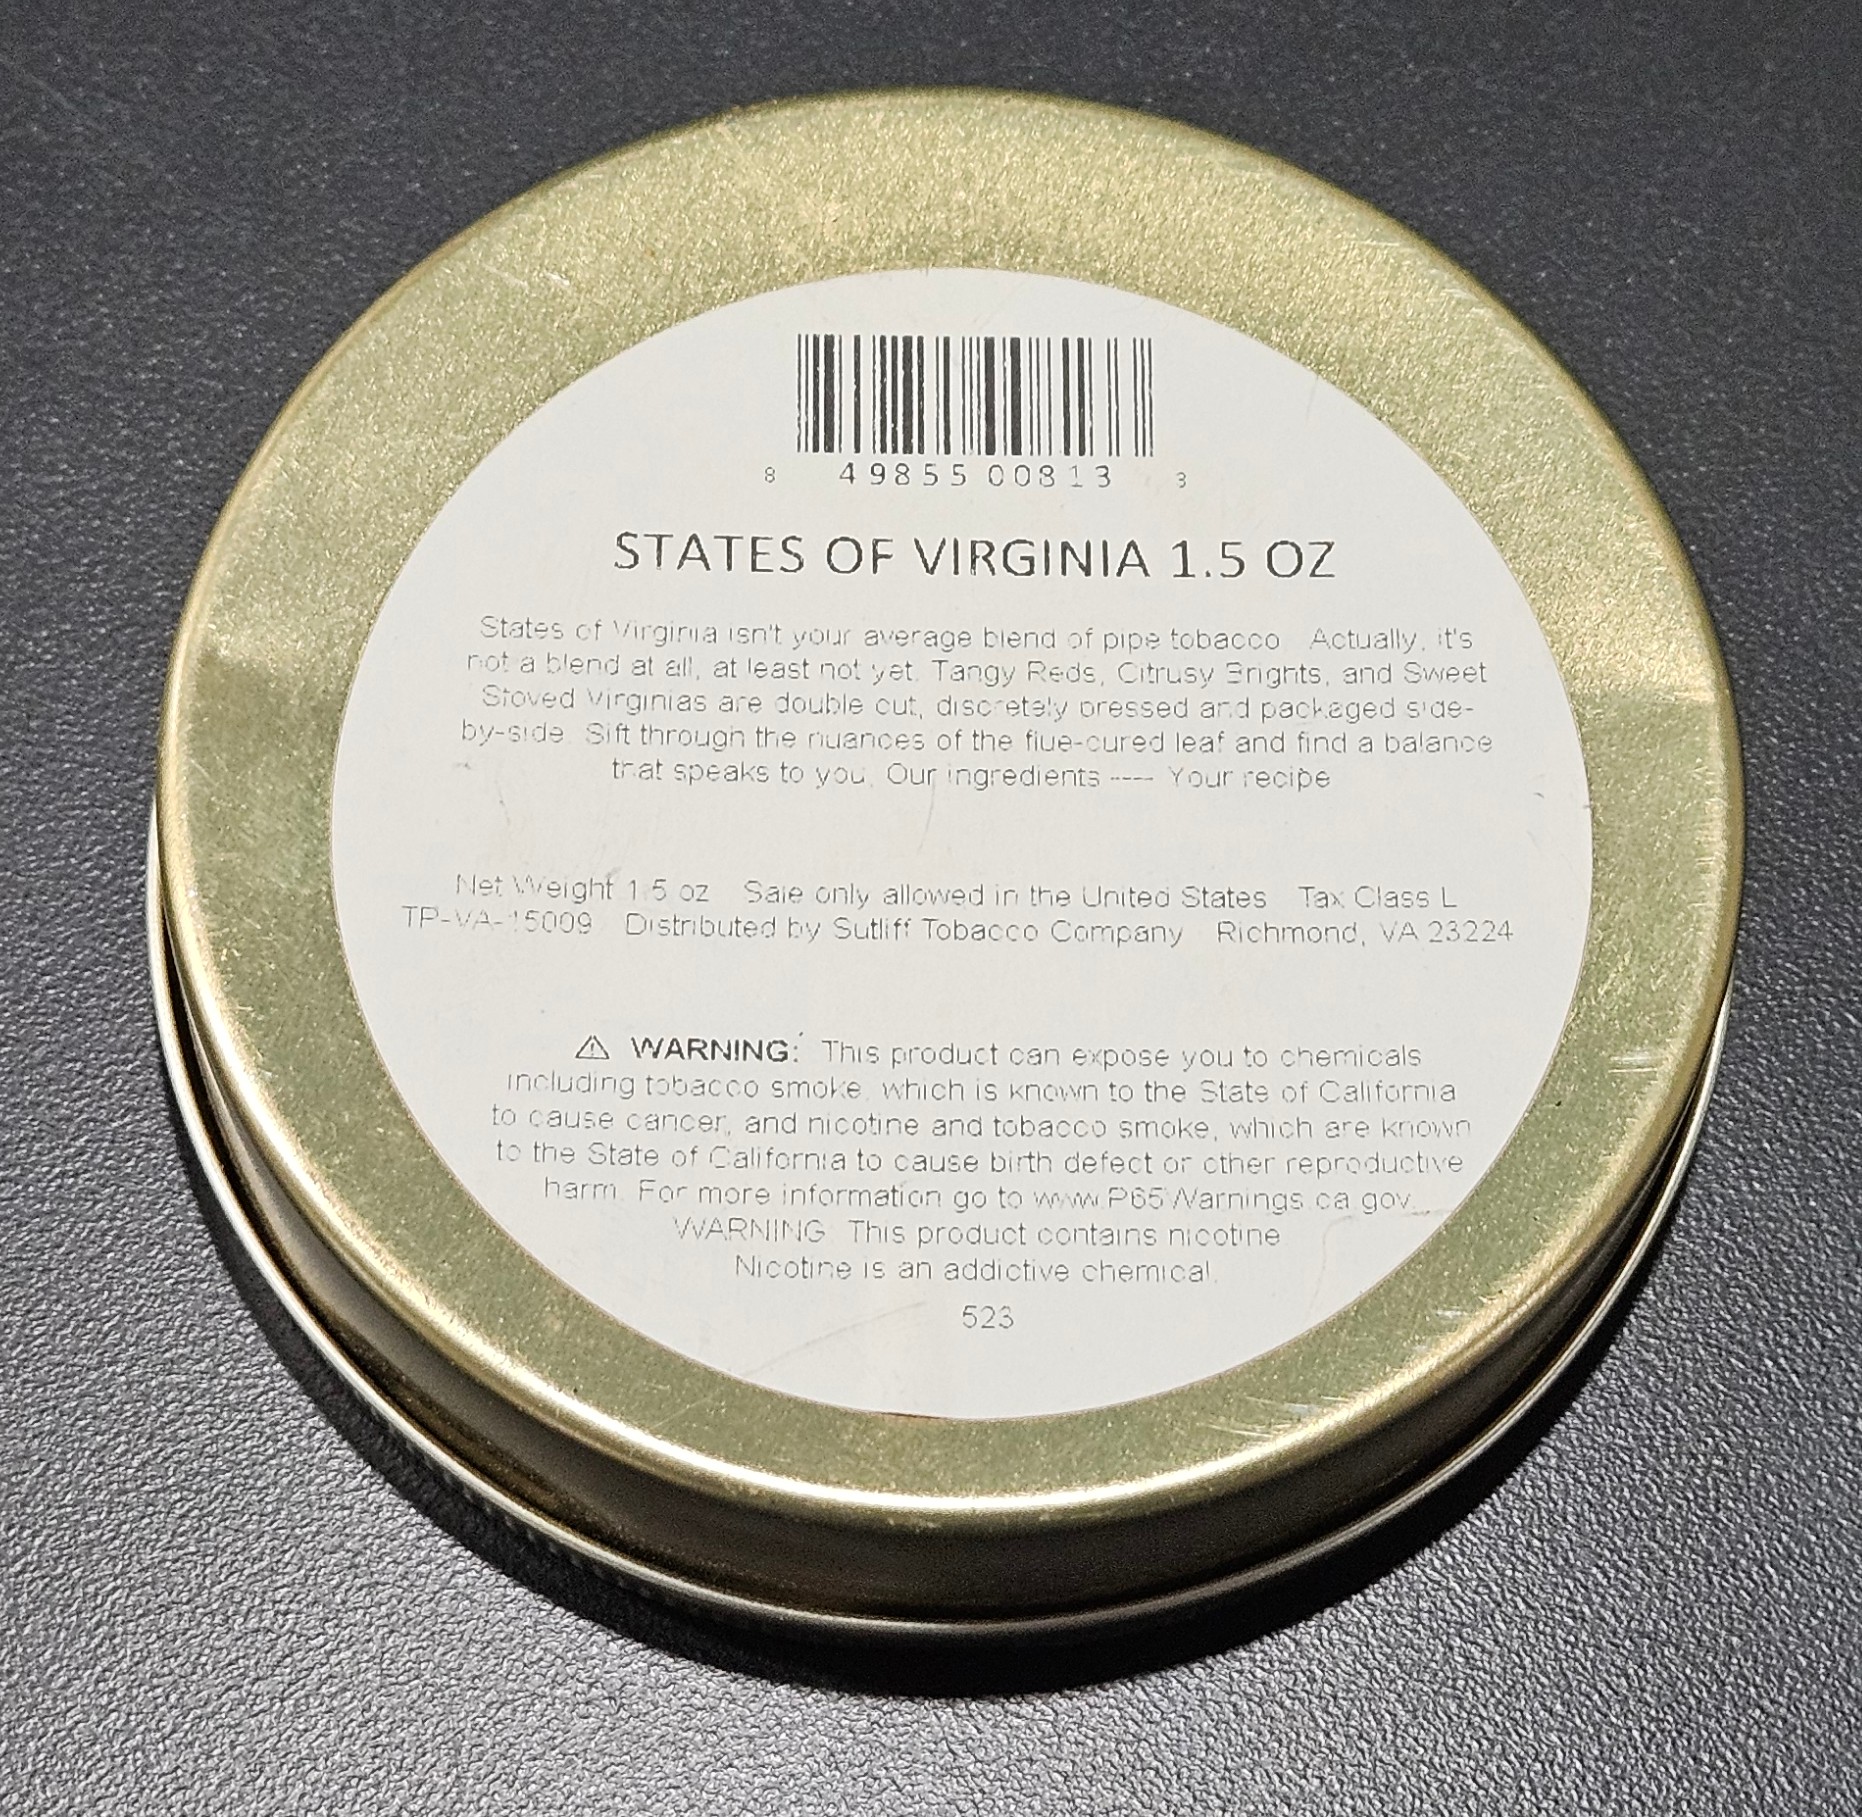 8 49855 00813 3
STATES OF VIRGINIA 1.5 OZ
States of Virginia isn't your average blend of pipe tobacco Actually, it's
not a blend at all, at least not yet. Tangy Reds, Citrusy Brights, and Sweet
Stoved Virginias are double cut, discretely pressed and packaged side-
by-side. Sift through the nuances of the flue-cured leaf and find a balance
that speaks to you. Our ingredients ---- Your recipe
Net Weight 1.5 oz Sale only allowed in the United States Tax Class L
TP-VA-15009 Distributed by Sutliff Tobacco Company Richmond, VA 23224
⚠ WARNING: This product can expose you to chemicals
including tobacco smoke, which is known to the State of California
to cause cancer, and nicotine and tobacco smoke, which are known
to the State of California to cause birth defect or other reproductive
harm. For more information go to www.P65Warnings.ca.gov.
WARNING This product contains nicotine
Nicotine is an addictive chemical.
523